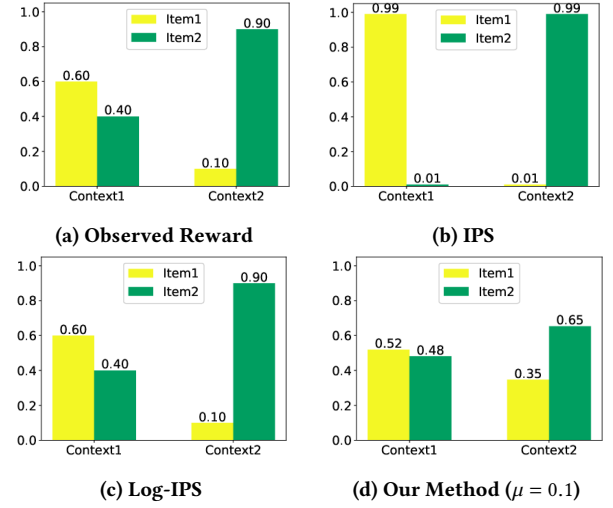 1.0
0.8
0.6
0.4
0.2
0.0
Item1
Item2
0.60
0.40
0.10
0.90
Context1
Context2
(a) Observed Reward
1.0
0.8
0.6
0.4
0.2
0.0
Item1
Item2
0.99
0.01
0.01
0.99
Context1
Context2
(b) IPS
1.0
0.8
0.6
0.4
0.2
0.0
Item1
Item2
0.60
0.40
0.10
0.90
Context1
Context2
(c) Log-IPS
1.0
0.8
0.6
0.4
0.2
0.0
Item1
Item2
0.52
0.48
0.35
0.65
Context1
Context2
(d) Our Method (μ = 0.1)